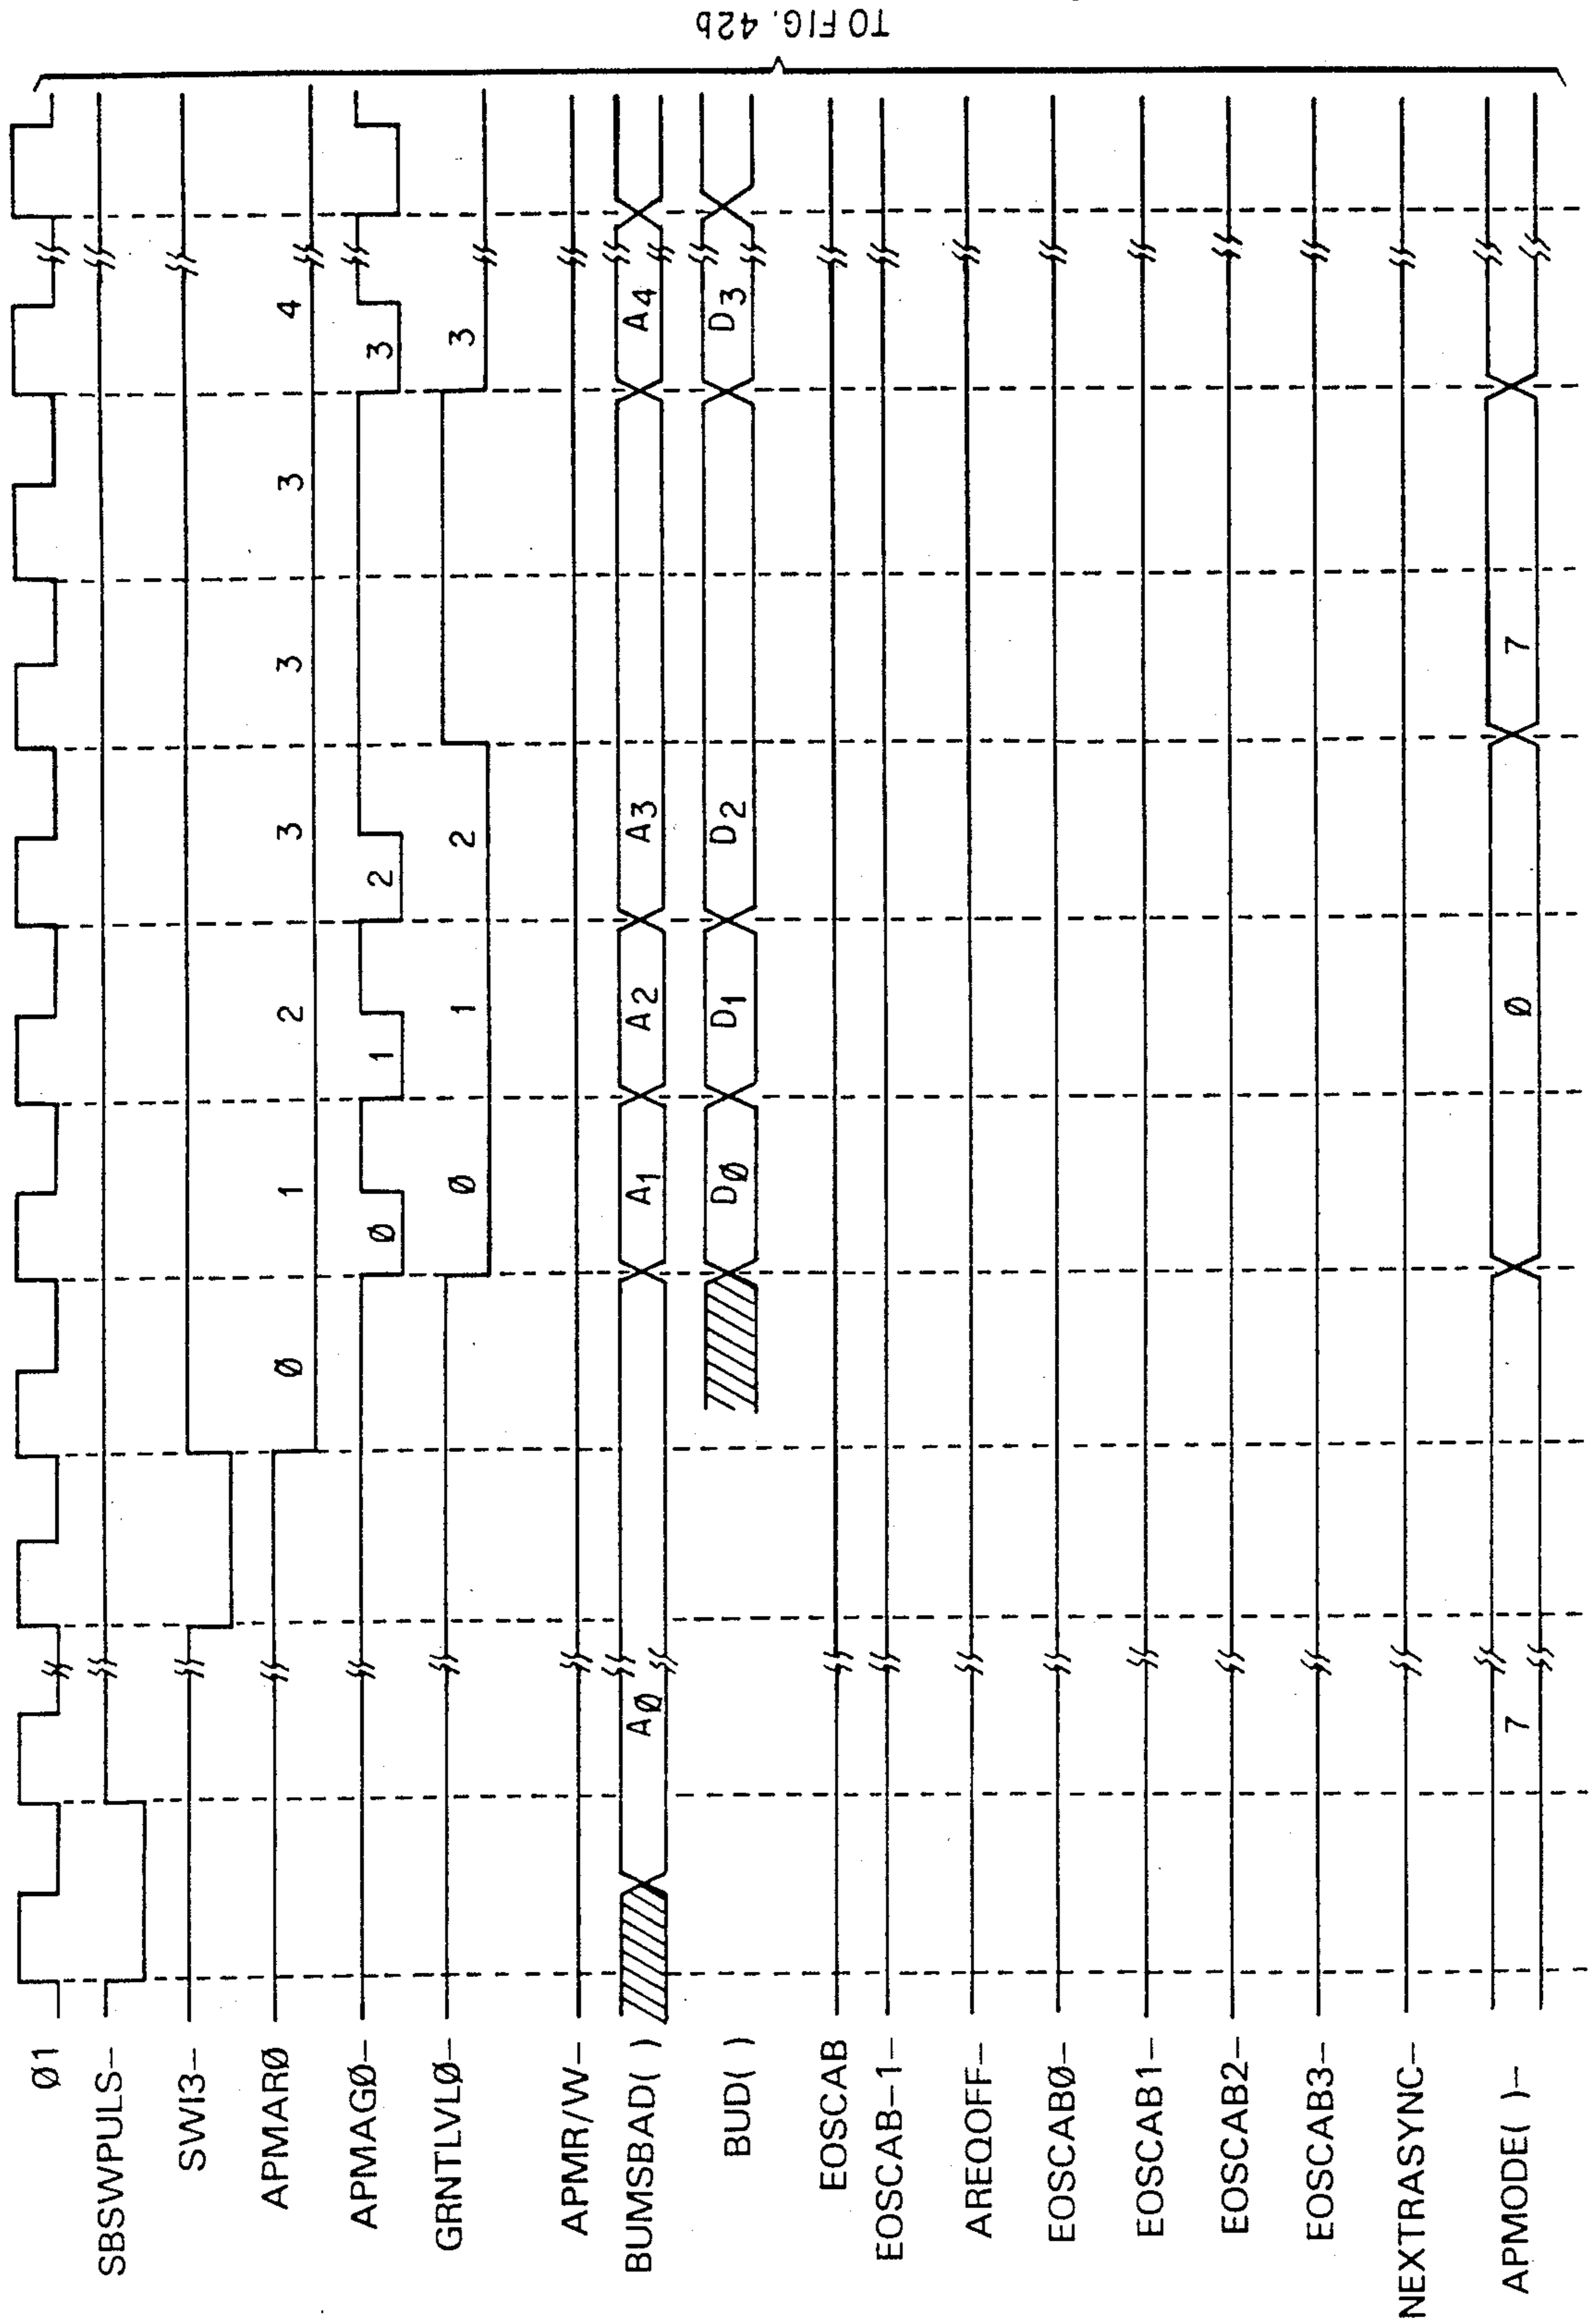 Ø1
SBSWPULS-
SWI3-
APMARØ Ø 1 2 3 3 3 4
APMAGØ- Ø 1 2 3
GRNTLVLØ- Ø 1 2 3
APMR/W-
BUMSBAD( ) AØ A1 A2 A3 A4
BUD( ) DØ D1 D2 D3
EOSCAB
EOSCAB-1-
AREQOFF-
EOSCABØ-
EOSCAB1-
EOSCAB2-
EOSCAB3-
NEXTRASYNC-
APMODE( )- 7 Ø 7
TO FIG. 42b